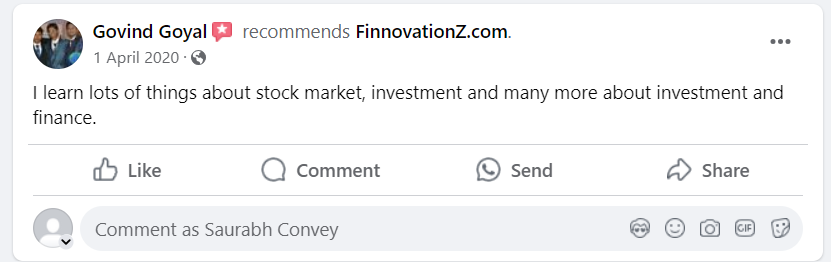 Govind Goyal recommends FinnovationZ.com.
1 April 2020 ·
I learn lots of things about stock market, investment and many more about investment and
finance.
Like Comment Send Share
Comment as Saurabh Convey GIF